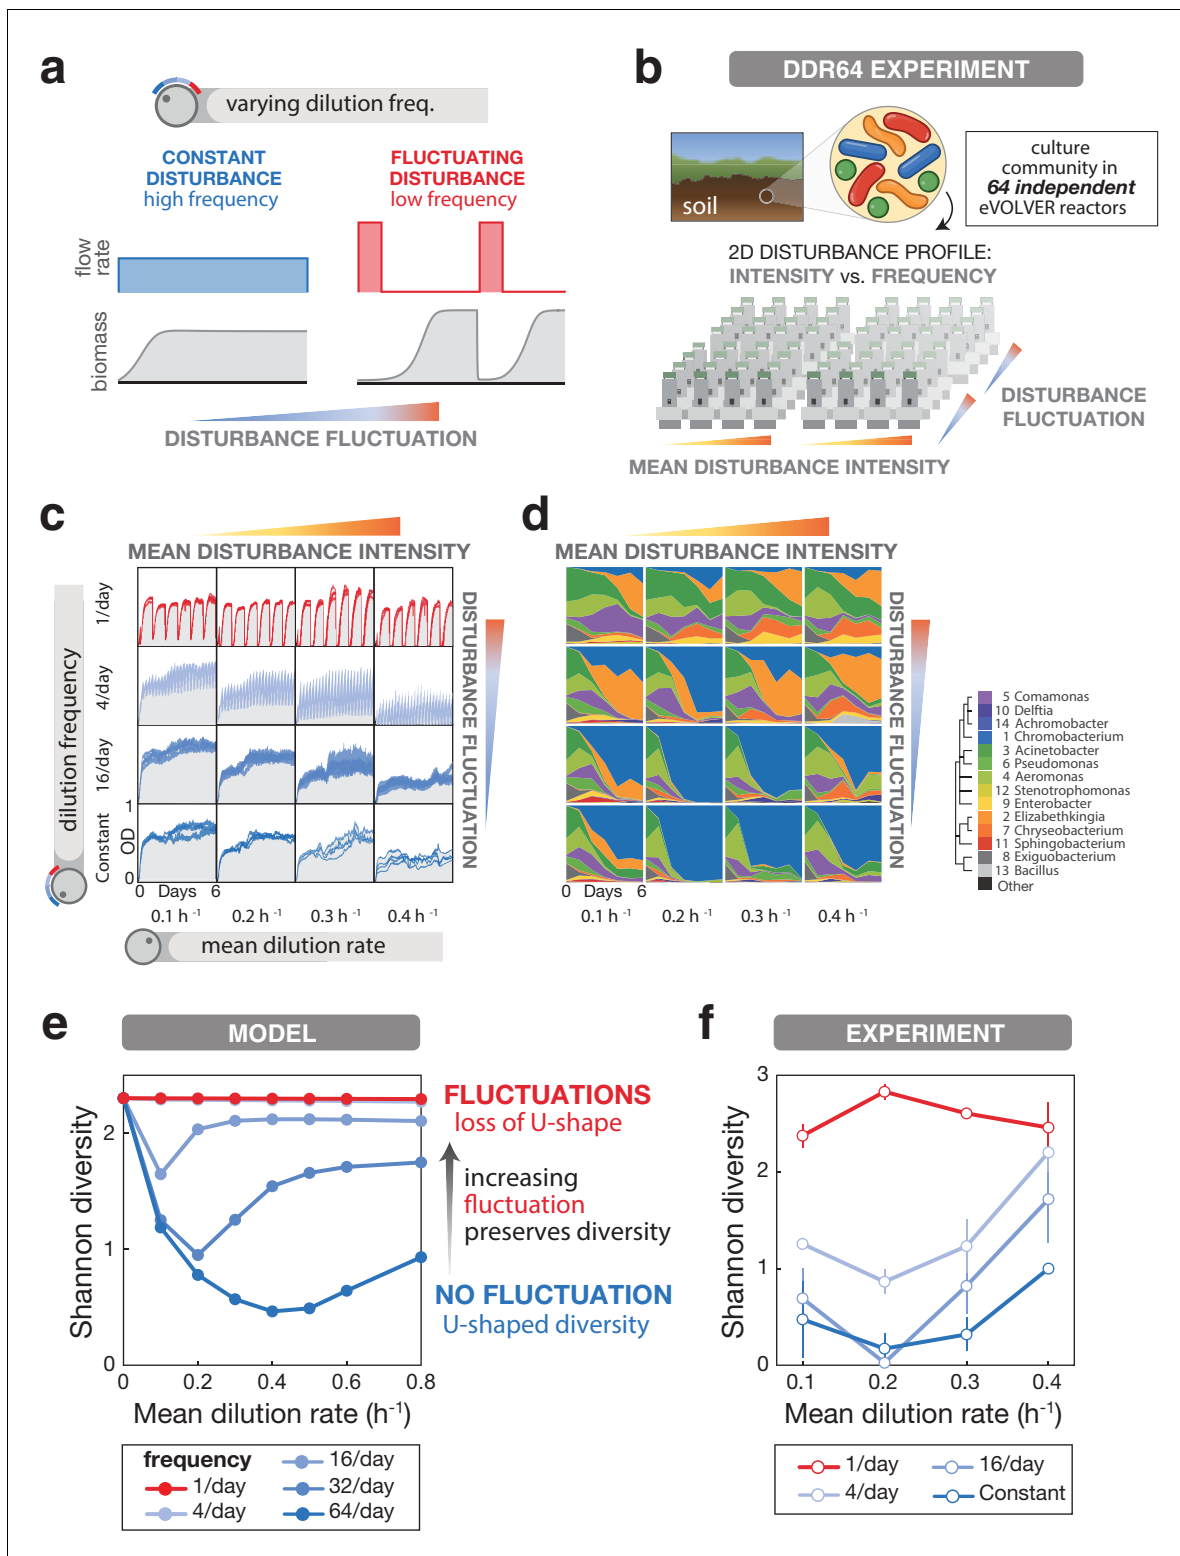 a
varying dilution freq.
CONSTANT
DISTURBANCE
high frequency
FLUCTUATING
DISTURBANCE
low frequency
flow
rate
biomass
DISTURBANCE FLUCTUATION
b
DDR64 EXPERIMENT
soil
culture
community in
64 independent
eVOLVER reactors
2D DISTURBANCE PROFILE:
INTENSITY vs. FREQUENCY
DISTURBANCE
FLUCTUATION
MEAN DISTURBANCE INTENSITY
c
MEAN DISTURBANCE INTENSITY
dilution frequency
1/day
4/day
16/day
Constant
OD
1
0
DISTURBANCE FLUCTUATION
0 Days 6
0.1 h -1
0.2 h -1
0.3 h -1
0.4 h -1
mean dilution rate
d
MEAN DISTURBANCE INTENSITY
DISTURBANCE FLUCTUATION
0 Days 6
0.1 h -1
0.2 h -1
0.3 h -1
0.4 h -1
5 Comamonas
10 Delftia
14 Achromobacter
1 Chromobacterium
3 Acinetobacter
6 Pseudomonas
4 Aeromonas
12 Stenotrophomonas
9 Enterobacter
2 Elizabethkingia
7 Chryseobacterium
11 Sphingobacterium
8 Exiguobacterium
13 Bacillus
Other
e
MODEL
Shannon diversity
2
1
0
0 0.2 0.4 0.6 0.8
Mean dilution rate (h-1)
FLUCTUATIONS
loss of U-shape
increasing
fluctuation
preserves diversity
NO FLUCTUATION
U-shaped diversity
frequency
1/day
4/day
16/day
32/day
64/day
f
EXPERIMENT
Shannon diversity
3
2
1
0
0.1 0.2 0.3 0.4
Mean dilution rate (h-1)
1/day
4/day
16/day
Constant